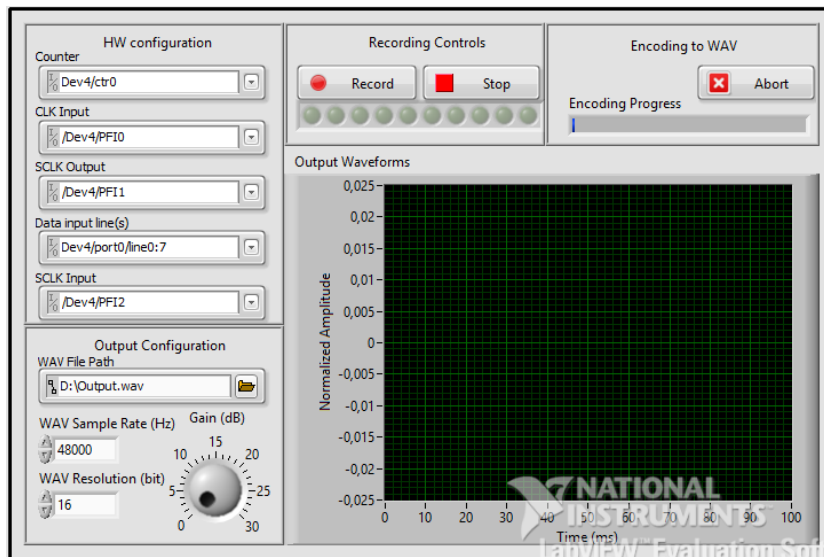 HW configuration
Counter
Dev4/ctr0
CLK Input
/Dev4/PFI0
SCLK Output
/Dev4/PFI1
Data input line(s)
Dev4/port0/line0:7
SCLK Input
/Dev4/PFI2
Output Configuration
WAV File Path
D:\Output.wav
WAV Sample Rate (Hz)
48000
WAV Resolution (bit)
16
Gain (dB)
0
5
10
15
20
25
30
Recording Controls
Record
Stop
Encoding to WAV
Abort
Encoding Progress
Output Waveforms
Normalized Amplitude
0,025
0,02
0,015
0,01
0,005
0
-0,005
-0,01
-0,015
-0,02
-0,025
0 10 20 30 40 50 60 70 80 90 100
Time (ms)
NATIONAL
INSTRUMENTS™
LabVIEW™ Evaluation Sof